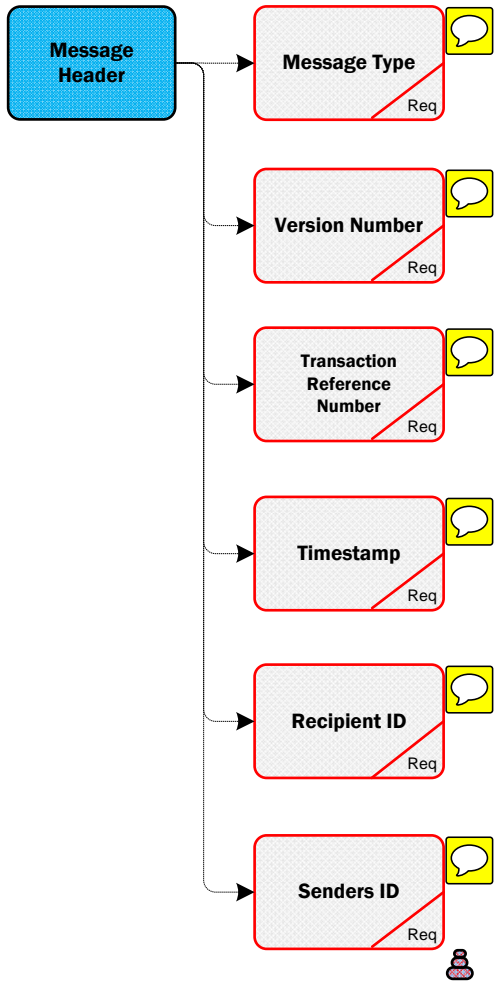 Message
Header
Message Type
Req
Version Number
Req
Transaction
Reference
Number
Req
Timestamp
Req
Recipient ID
Req
Senders ID
Req